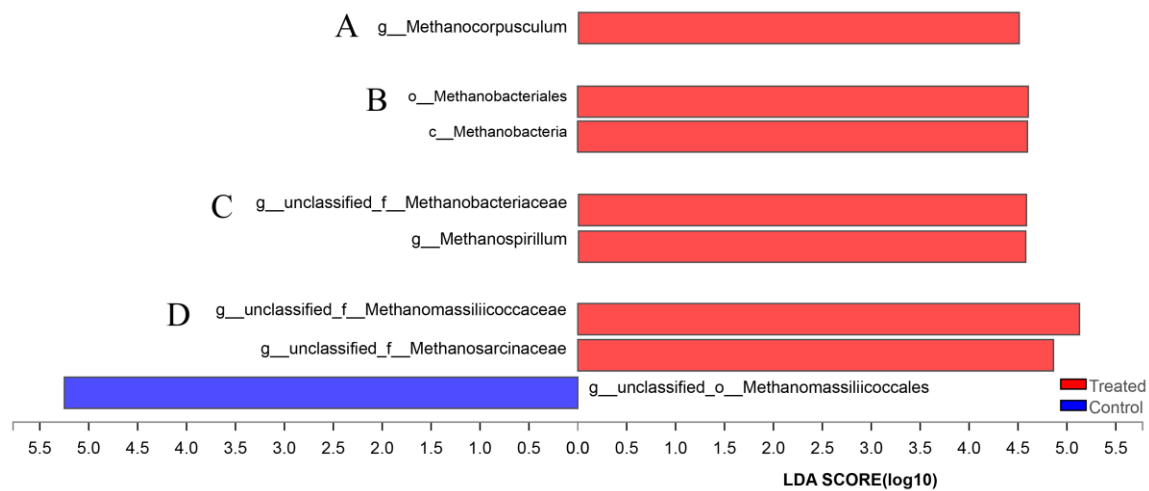 A g__Methanocorpusculum
B o__Methanobacteriales
c__Methanobacteria
C g__unclassified_f__Methanobacteriaceae
g__Methanospirillum
D g__unclassified_f__Methanomassiliicoccaceae
g__unclassified_f__Methanosarcinaceae
g__unclassified_o__Methanomassiliicoccales
Treated
Control
5.5 5.0 4.5 4.0 3.5 3.0 2.5 2.0 1.5 1.0 0.5 0.0 0.5 1.0 1.5 2.0 2.5 3.0 3.5 4.0 4.5 5.0 5.5
LDA SCORE(log10)